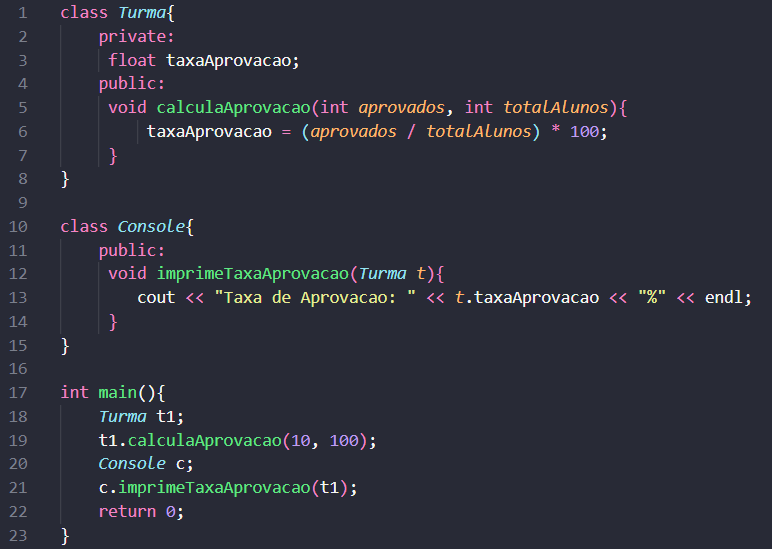 1 class Turma{
2     private:
3      float taxaAprovacao;
4     public:
5      void calculaAprovacao(int aprovados, int totalAlunos){
6          taxaAprovacao = (aprovados / totalAlunos) * 100;
7      }
8 }
9
10 class Console{
11     public:
12      void imprimeTaxaAprovacao(Turma t){
13         cout << "Taxa de Aprovacao: " << t.taxaAprovacao << "%" << endl;
14      }
15 }
16
17 int main(){
18     Turma t1;
19     t1.calculaAprovacao(10, 100);
20     Console c;
21     c.imprimeTaxaAprovacao(t1);
22     return 0;
23 }